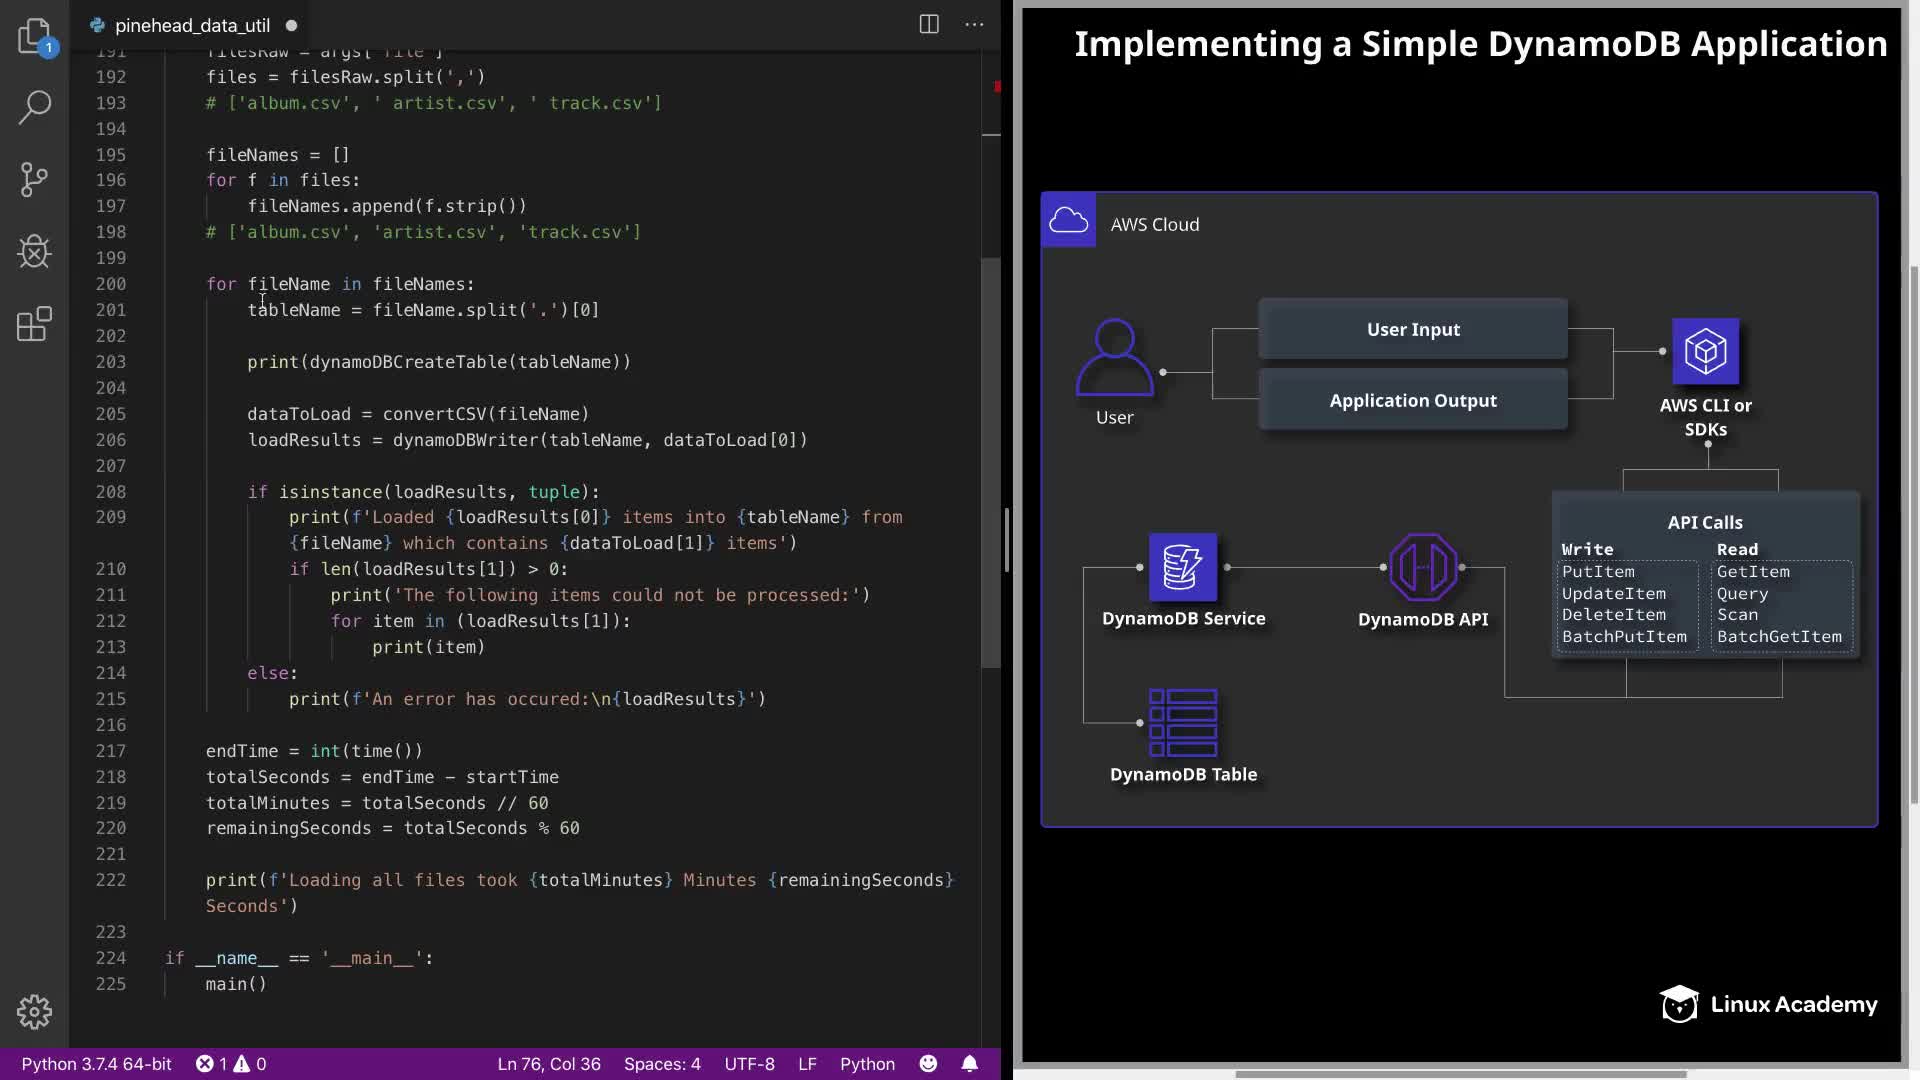 pinehead_data_util
1
191 filesRaw = args['file']
192 files = filesRaw.split(',')
193 # ['album.csv', ' artist.csv', ' track.csv']
194
195 fileNames = []
196 for f in files:
197 fileNames.append(f.strip())
198 # ['album.csv', 'artist.csv', 'track.csv']
199
200 for fileName in fileNames:
201 tableName = fileName.split('.')[0]
202
203 print(dynamoDBCreateTable(tableName))
204
205 dataToLoad = convertCSV(fileName)
206 loadResults = dynamoDBWriter(tableName, dataToLoad[0])
207
208 if isinstance(loadResults, tuple):
209 print(f'Loaded {loadResults[0]} items into {tableName} from
{fileName} which contains {dataToLoad[1]} items')
210 if len(loadResults[1]) > 0:
211 print('The following items could not be processed:')
212 for item in (loadResults[1]):
213 print(item)
214 else:
215 print(f'An error has occured:\n{loadResults}')
216
217 endTime = int(time())
218 totalSeconds = endTime - startTime
219 totalMinutes = totalSeconds // 60
220 remainingSeconds = totalSeconds % 60
221
222 print(f'Loading all files took {totalMinutes} Minutes {remainingSeconds}
Seconds')
223
224 if __name__ == '__main__':
225 main()
Python 3.7.4 64-bit 1 0 Ln 76, Col 36 Spaces: 4 UTF-8 LF Python
Implementing a Simple DynamoDB Application
AWS Cloud
User Input
Application Output
User
AWS CLI or
SDKs
API Calls
Write Read
PutItem GetItem
UpdateItem Query
DeleteItem Scan
BatchPutItem BatchGetItem
DynamoDB Service
DynamoDB API
DynamoDB Table
Linux Academy